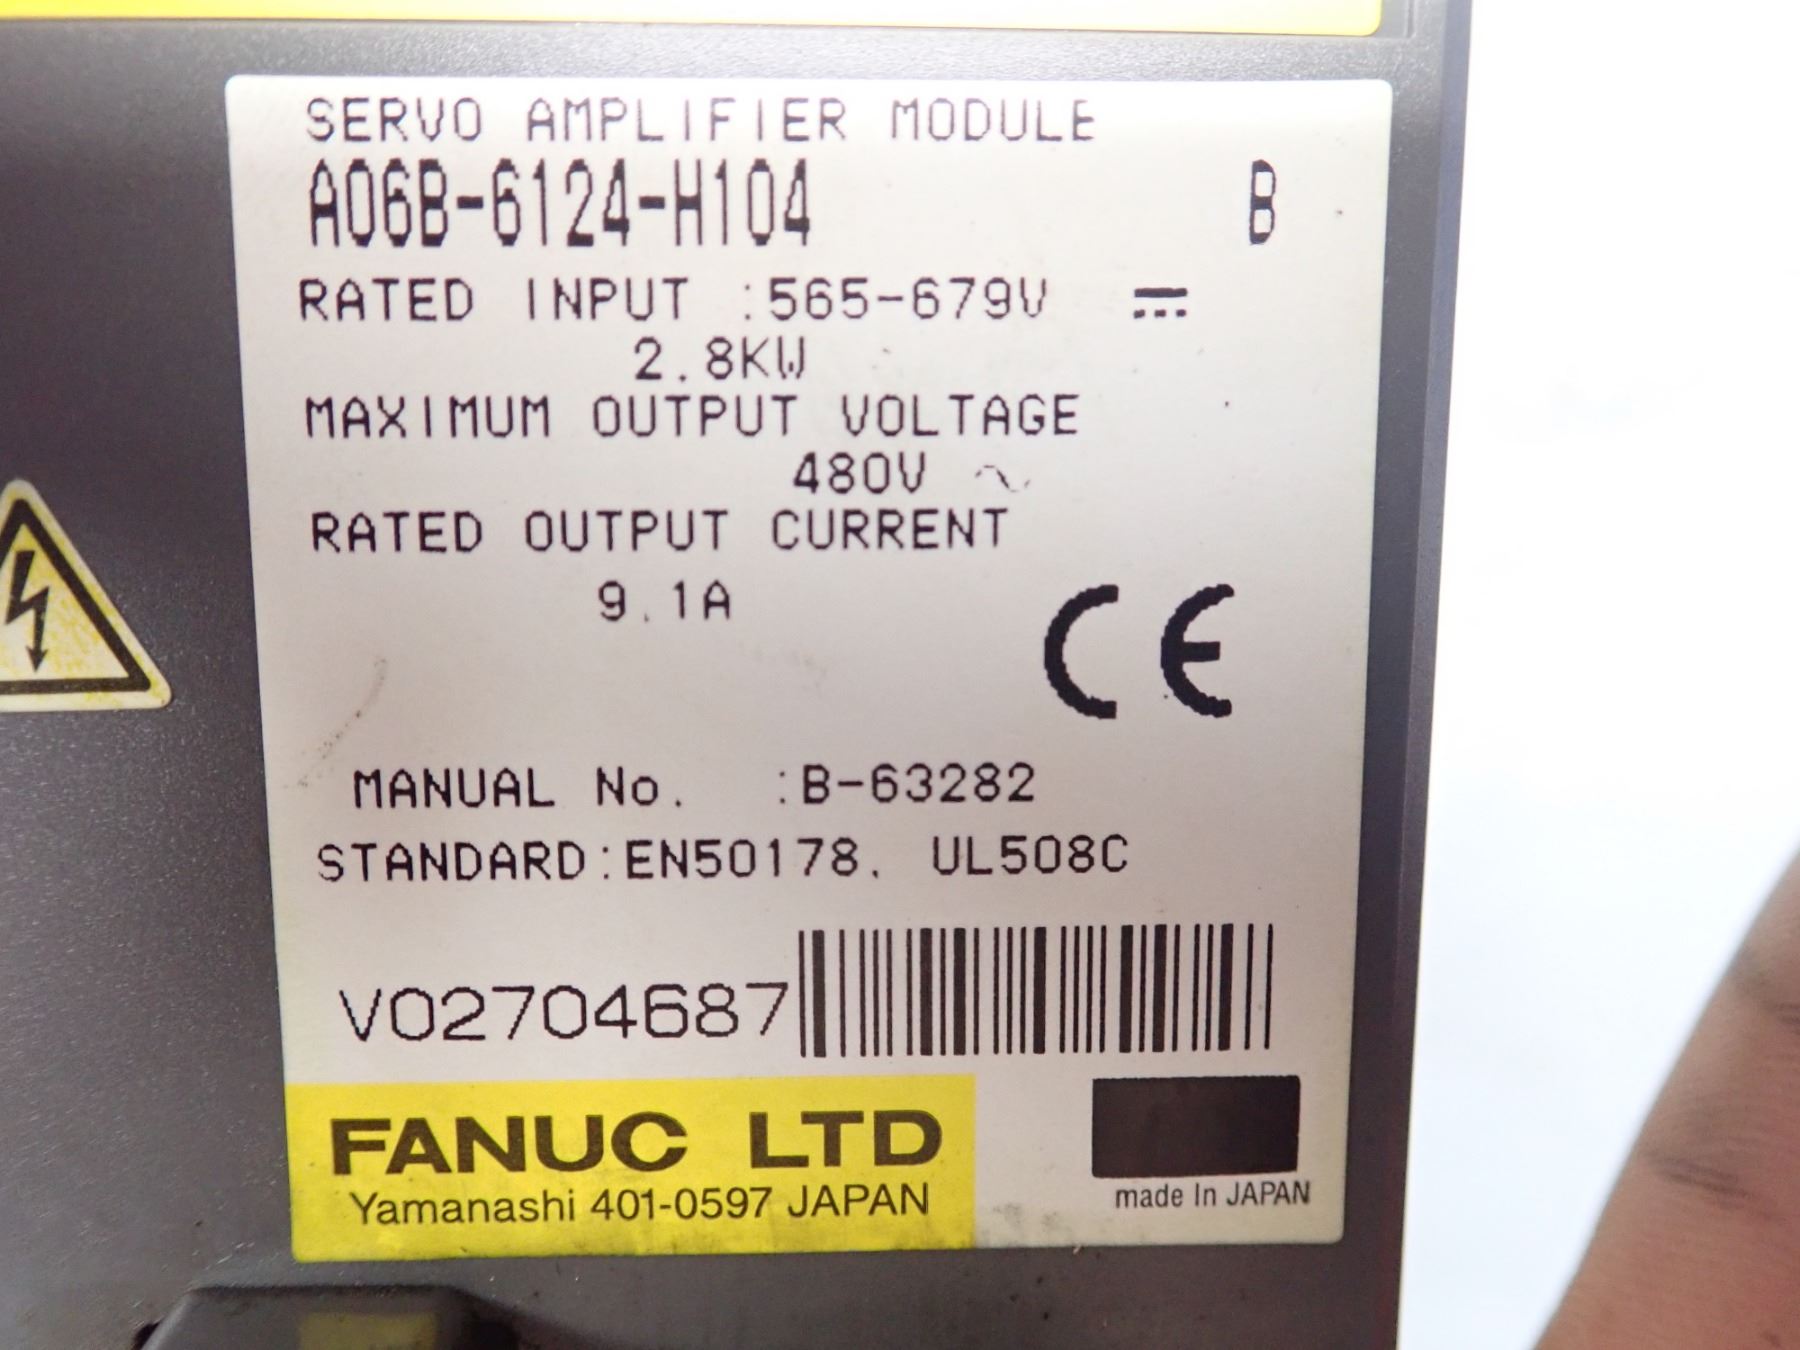 SERVO AMPLIFIER MODULE
A06B-6124-H104 B
RATED INPUT :565-679V ⎓
2.8KW
MAXIMUM OUTPUT VOLTAGE
480V ~
RATED OUTPUT CURRENT
9.1A
CE
MANUAL No. :B-63282
STANDARD:EN50178. UL508C
V02704687
FANUC LTD
Yamanashi 401-0597 JAPAN
made In JAPAN